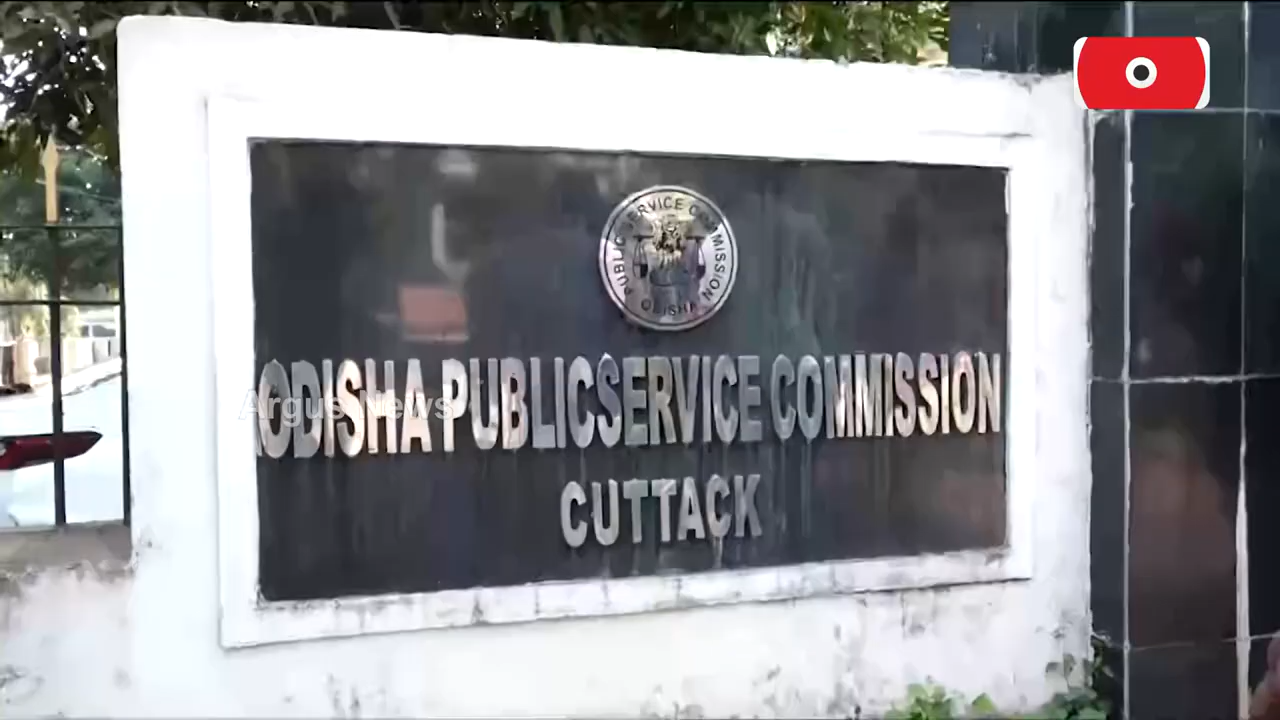 PUBLIC SERVICE COMMISSION
ODISHA
ODISHA PUBLICSERVICE COMMISSION
Argus News
CUTTACK